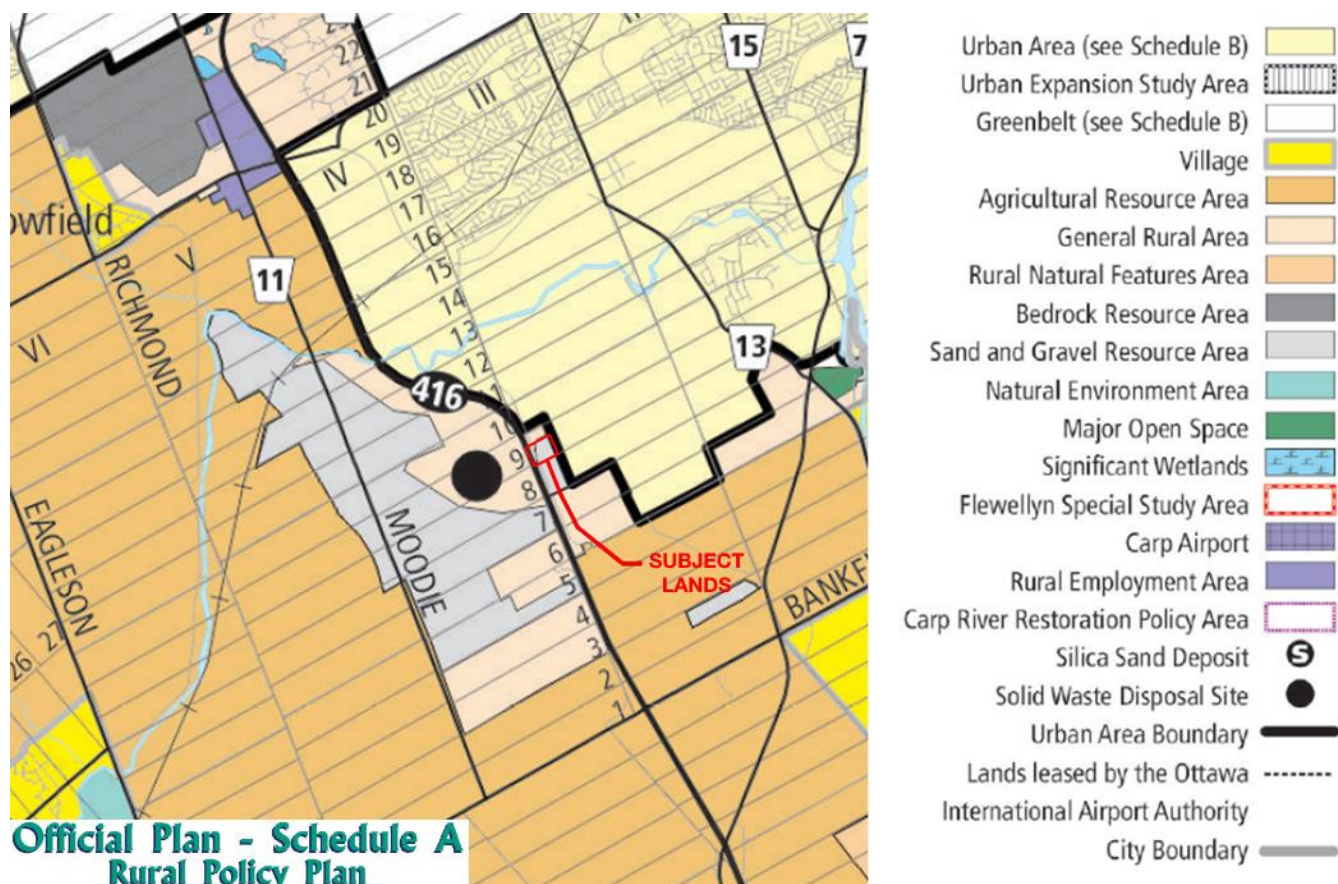 22
21
20
19
18
17
16
15
14
13
12
11
10
9
8
7
6
5
4
3
2
1
III
IV
V
VI
15
7
11
13
416
owfield
RICHMOND
EAGLESON
MOODIE
26
SUBJECT
LANDS
Official Plan - Schedule A
Rural Policy Plan
Urban Area (see Schedule B)
Urban Expansion Study Area
Greenbelt (see Schedule B)
Village
Agricultural Resource Area
General Rural Area
Rural Natural Features Area
Bedrock Resource Area
Sand and Gravel Resource Area
Natural Environment Area
Major Open Space
Significant Wetlands
Flewellyn Special Study Area
Carp Airport
Rural Employment Area
Carp River Restoration Policy Area
Silica Sand Deposit
S
Solid Waste Disposal Site
Urban Area Boundary
Lands leased by the Ottawa
International Airport Authority
City Boundary